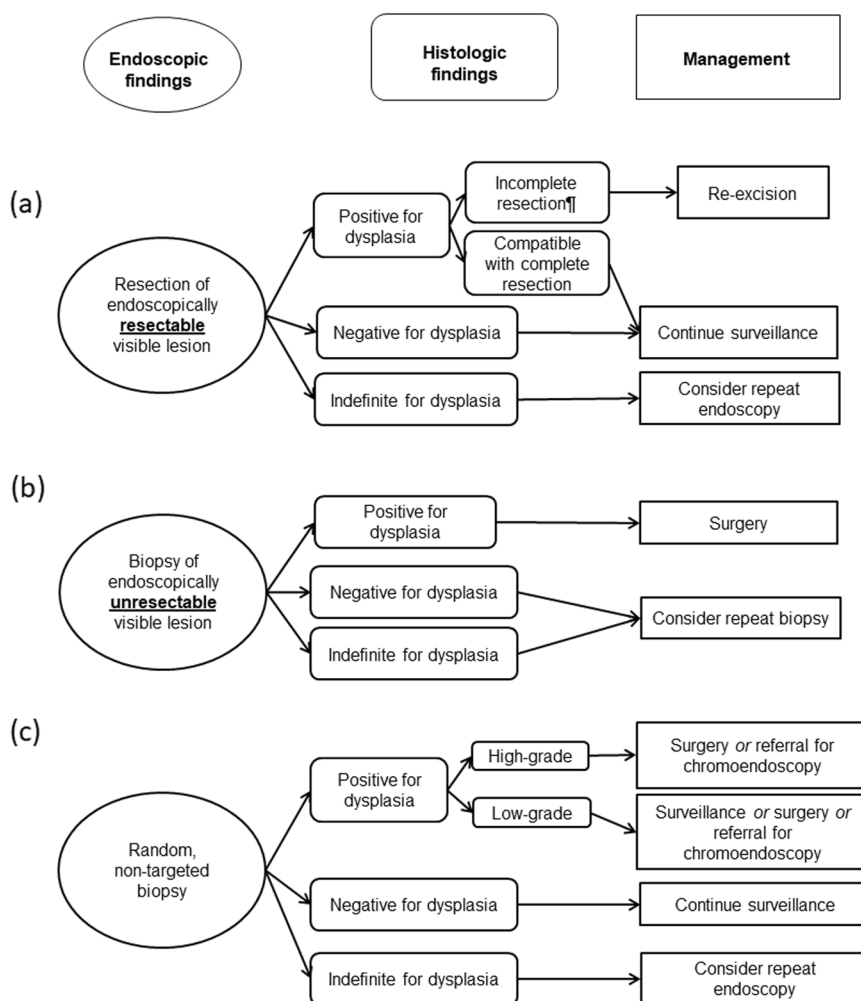 Endoscopic
findings
Histologic
findings
Management
(a)
Resection of
endoscopically
resectable
visible lesion
Positive for
dysplasia
Incomplete
resection¶
Re-excision
Compatible
with complete
resection
Negative for dysplasia
Continue surveillance
Indefinite for dysplasia
Consider repeat
endoscopy
(b)
Biopsy of
endoscopically
unresectable
visible lesion
Positive for
dysplasia
Surgery
Negative for dysplasia
Indefinite for dysplasia
Consider repeat biopsy
(c)
Random,
non-targeted
biopsy
Positive for
dysplasia
High-grade
Surgery or referral for
chromoendoscopy
Low-grade
Surveillance or surgery or
referral for
chromoendoscopy
Negative for dysplasia
Continue surveillance
Indefinite for dysplasia
Consider repeat
endoscopy